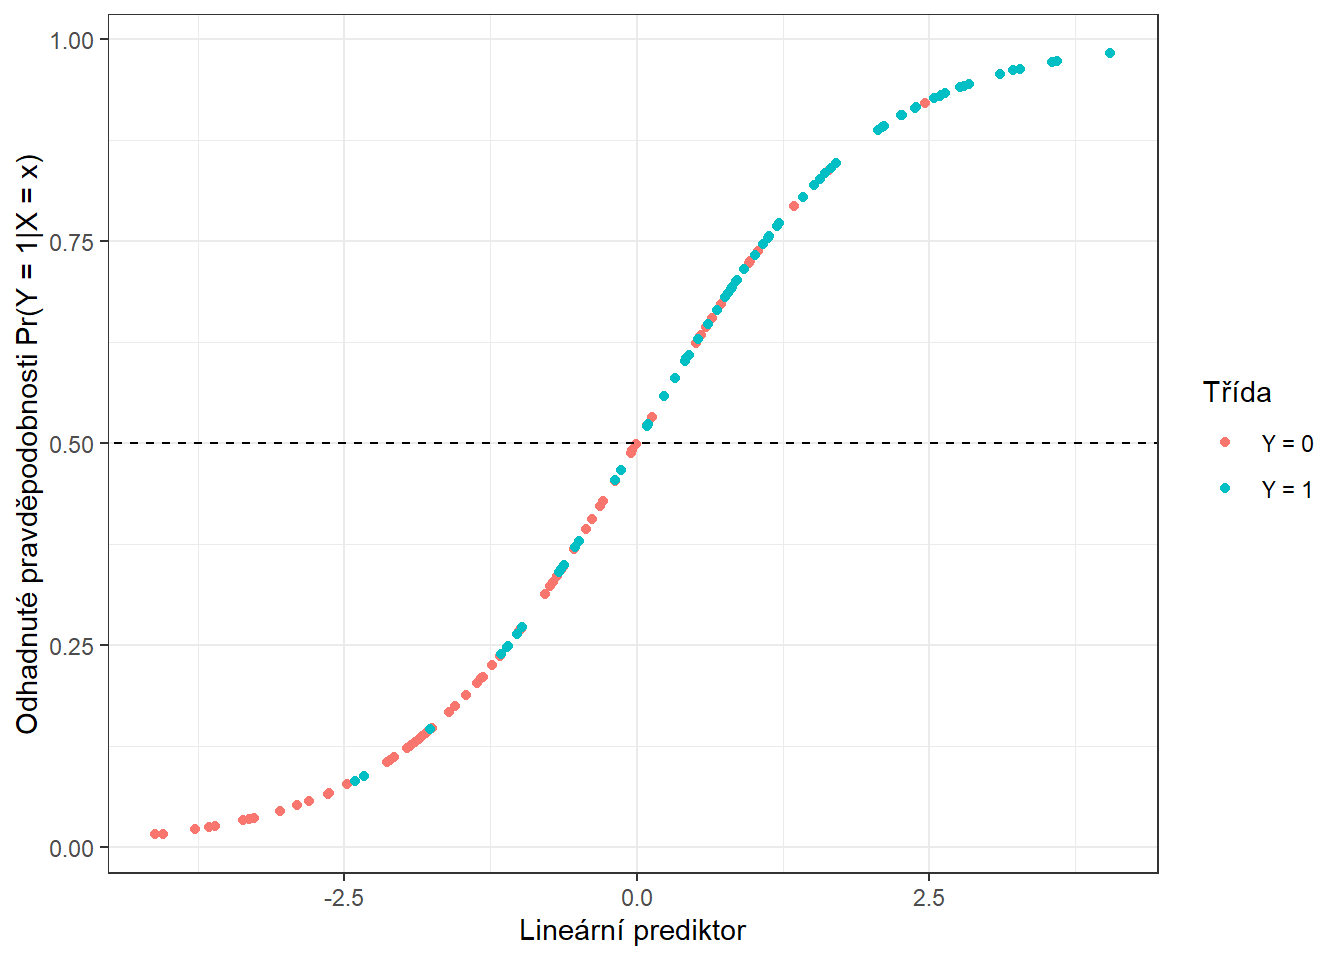 1.00
0.75
0.50
0.25
0.00
Odhadnuté pravděpodobnosti Pr(Y = 1|X = x)
-2.5 0.0 2.5
Lineární prediktor
Třída
Y = 0
Y = 1